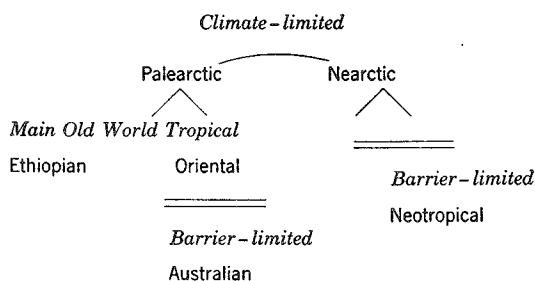 Climate-limited
Palearctic Nearctic
Main Old World Tropical
Ethiopian Oriental
Barrier-limited
Neotropical
Barrier-limited
Australian